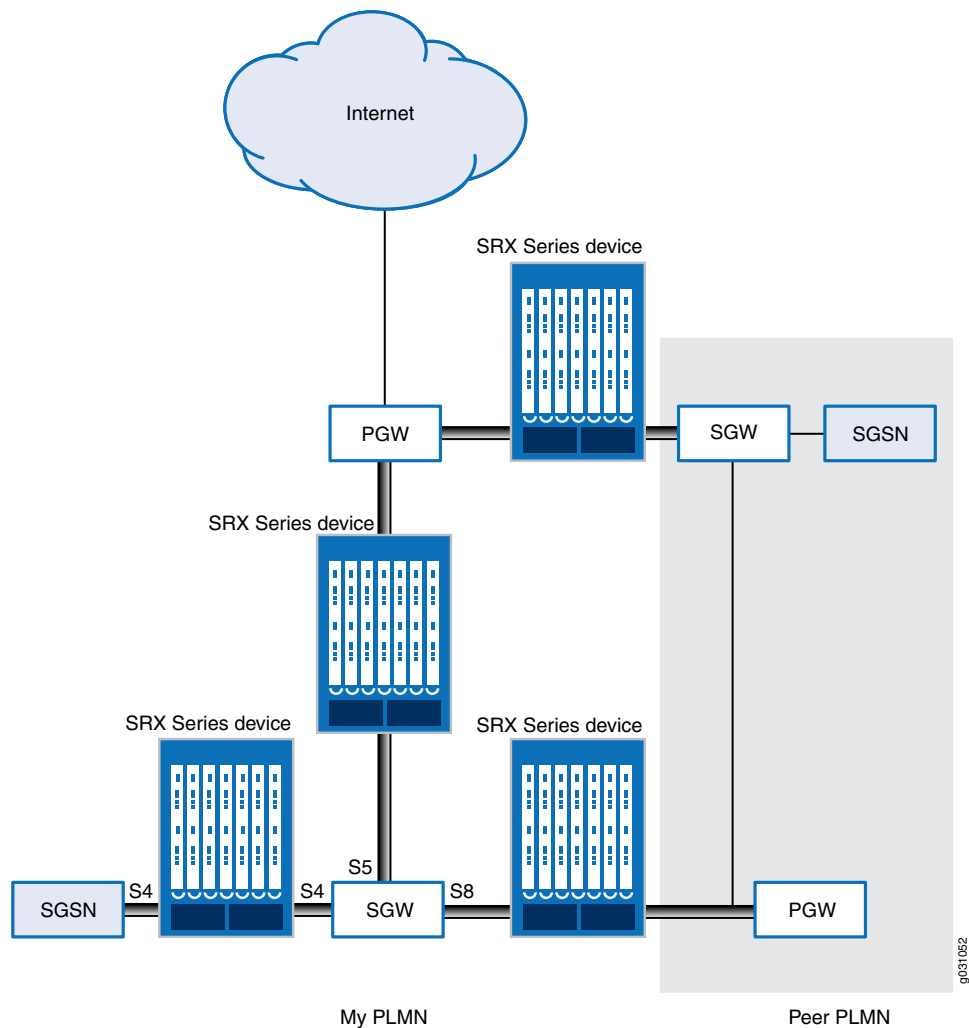 Internet
SRX Series device
PGW
SGW
SGSN
SRX Series device
SRX Series device
SRX Series device
S5
S4
S4
S8
SGSN
SGW
PGW
g031052
My PLMN
Peer PLMN